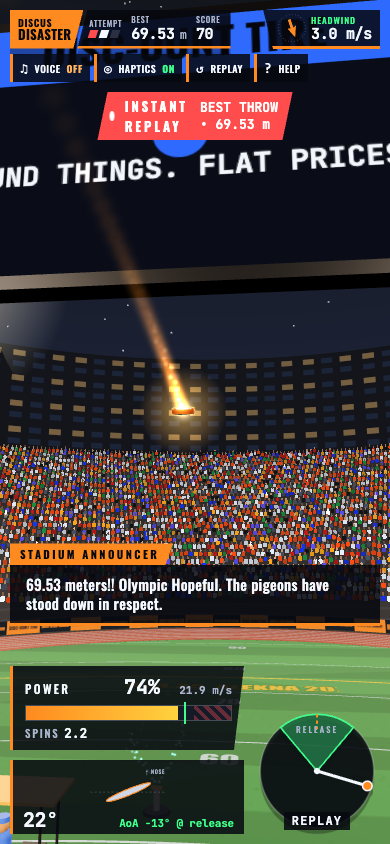 DISCUS
DISASTER
ATTEMPT
BEST
69.53 m
SCORE
70
HEADWIND
3.0 m/s
♫ VOICE OFF
◎ HAPTICS ON
↺ REPLAY
? HELP
INSTANT
REPLAY
BEST THROW
• 69.53 m
UND THINGS. FLAT PRICES
STADIUM ANNOUNCER
69.53 meters!! Olympic Hopeful. The pigeons have
stood down in respect.
POWER
74%
21.9 m/s
SPINS 2.2
RELEASE
REPLAY
↑ NOSE
22°
AoA -13° @ release
60